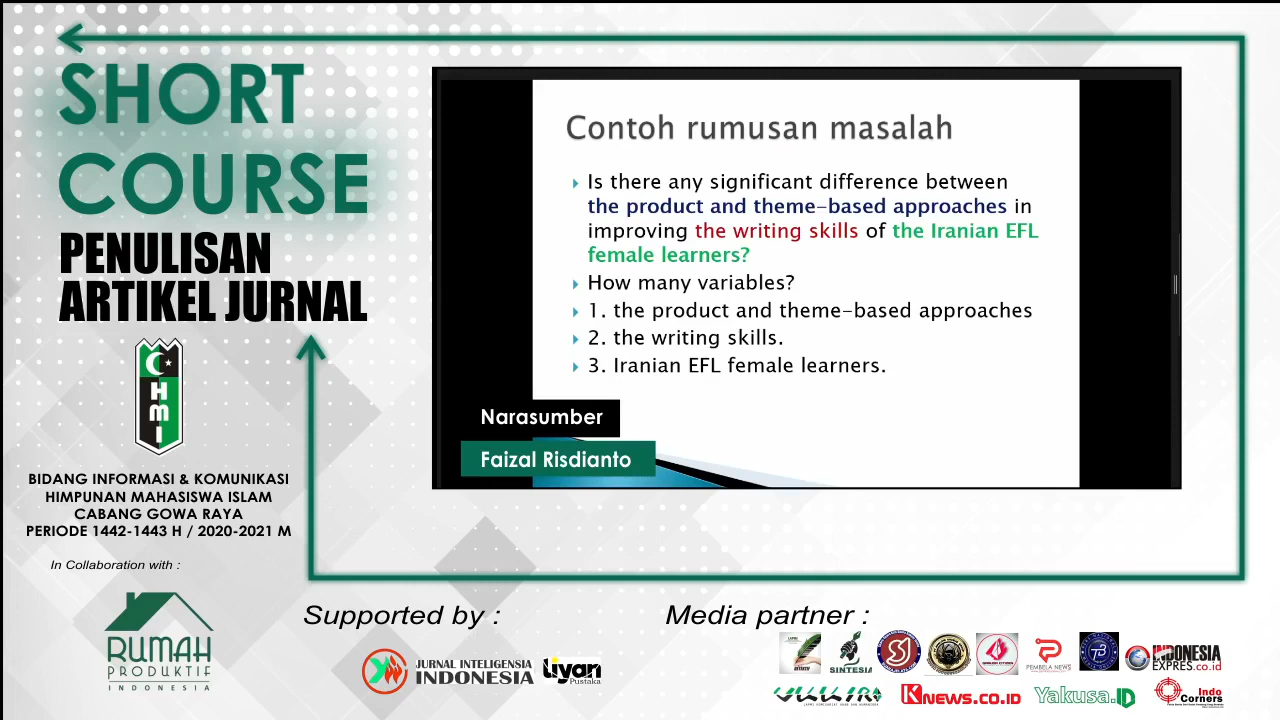 SHORT
COURSE
PENULISAN
ARTIKEL JURNAL
HMI
BIDANG INFORMASI & KOMUNIKASI
HIMPUNAN MAHASISWA ISLAM
CABANG GOWA RAYA
PERIODE 1442-1443 H / 2020-2021 M
In Collaboration with :
RUMAH
PRODUKTIF
INDONESIA
Contoh rumusan masalah
Is there any significant difference between
the product and theme-based approaches in
improving the writing skills of the Iranian EFL
female learners?
How many variables?
1. the product and theme-based approaches
2. the writing skills.
3. Iranian EFL female learners.
Narasumber
Faizal Risdianto
Supported by :
JURNAL INTELIGENSIA
INDONESIA
Liyan
Pustaka
Media partner :
SINTESIA
PEMBELA NEWS
INDONESIA
EXPRES.co.id
KNEWS.CO.ID
Yakusa.ID
Indo
Corners